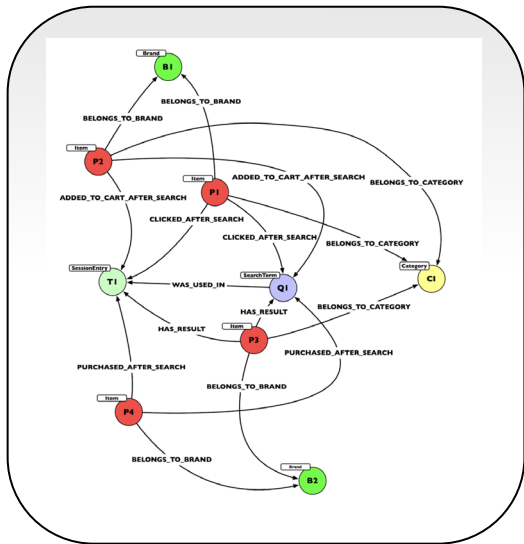 Brand
B1
BELONGS_TO_BRAND
BELONGS_TO_BRAND
Item
P2
ADDED_TO_CART_AFTER_SEARCH
Item
P1
BELONGS_TO_CATEGORY
ADDED_TO_CART_AFTER_SEARCH
CLICKED_AFTER_SEARCH
CLICKED_AFTER_SEARCH
BELONGS_TO_CATEGORY
SessionEntry
T1
WAS_USED_IN
SearchTerm
Q1
Category
C1
HAS_RESULT
HAS_RESULT
BELONGS_TO_CATEGORY
Item
P3
PURCHASED_AFTER_SEARCH
PURCHASED_AFTER_SEARCH
BELONGS_TO_BRAND
Item
P4
BELONGS_TO_BRAND
Brand
B2